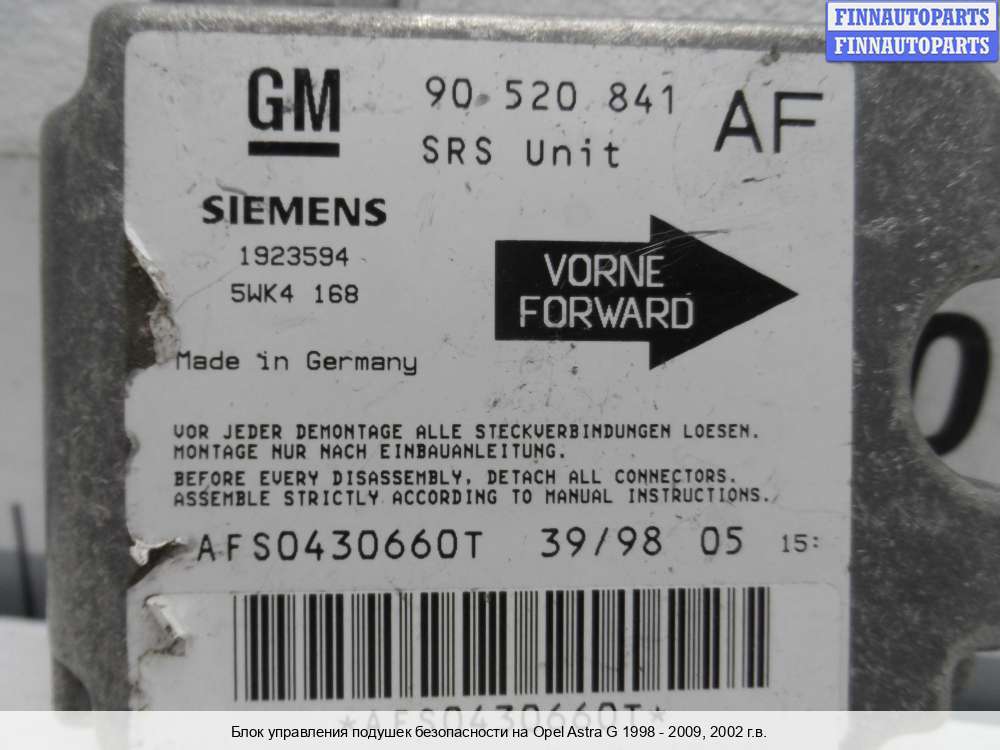 FINNAUTOPARTS
FINNAUTOPARTS
GM
90 520 841
AF
SRS Unit
SIEMENS
1923594
5WK4 168
VORNE
FORWARD
Made in Germany
VOR JEDER DEMONTAGE ALLE STECKVERBINDUNGEN LOESEN.
MONTAGE NUR NACH EINBAUANLEITUNG.
BEFORE EVERY DISASSEMBLY, DETACH ALL CONNECTORS.
ASSEMBLE STRICTLY ACCORDING TO MANUAL INSTRUCTIONS.
AFS0430660T 39/98 05 15:
*AFS0430660T*
Блок управления подушек безопасности на Opel Astra G 1998 - 2009, 2002 г.в.